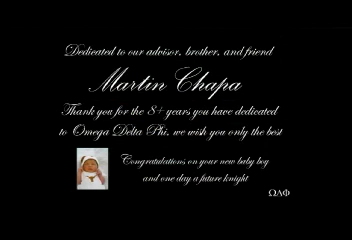 Dedicated to our advisor, brother, and friend
Martin Chapa
Thank you for the 8+ years you have dedicated
to Omega Delta Phi, we wish you only the best
Congratulations on your new baby boy
and one day a future knight
ΩΔΦ